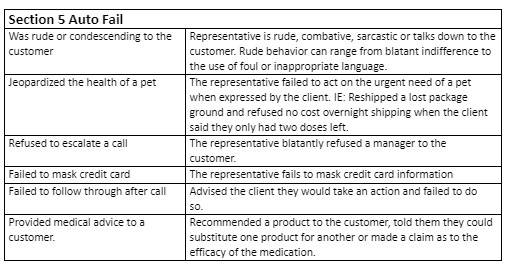 Section 5 Auto Fail
Was rude or condescending to the customer
Representative is rude, combative, sarcastic or talks down to the
customer. Rude behavior can range from blatant indifference to
the use of foul or inappropriate language.
Jeopardized the health of a pet
The representative failed to act on the urgent need of a pet
when expressed by the client. IE: Reshipped a lost package
ground and refused no cost overnight shipping when the client
said they only had two doses left.
Refused to escalate a call
The representative blatantly refused a manager to the
customer.
Failed to mask credit card
The representative fails to mask credit card information
Failed to follow through after call
Advised the client they would take an action and failed to do
so.
Provided medical advice to a
customer.
Recommended a product to the customer, told them they could
substitute one product for another or made a claim as to the
efficacy of the medication.